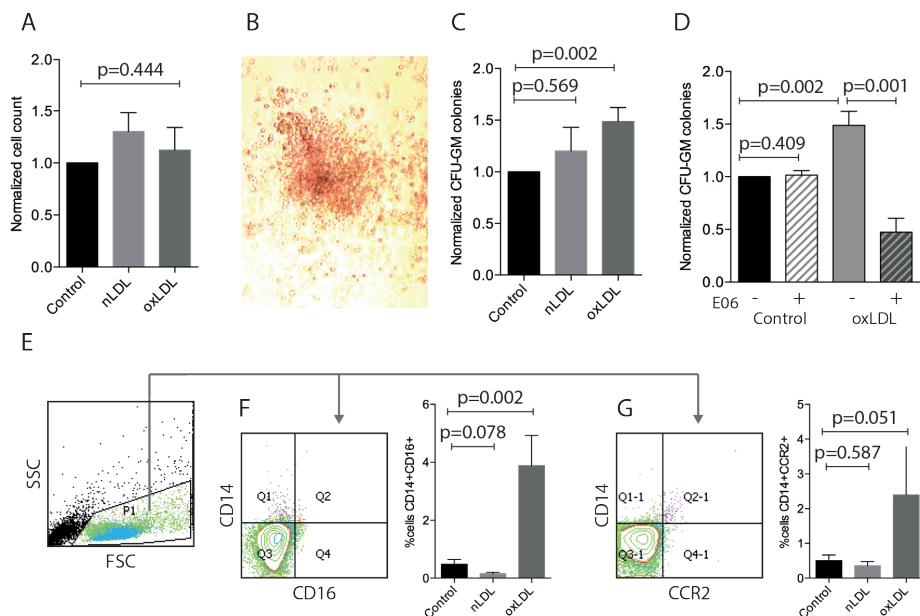 A
p=0.444
Normalized cell count
2.0
1.5
1.0
0.5
0.0
Control
nLDL
oxLDL
B
C
p=0.002
p=0.569
Normalized CFU-GM colonies
2.0
1.5
1.0
0.5
0.0
Control
nLDL
oxLDL
D
p=0.002
p=0.001
p=0.409
Normalized CFU-GM colonies
2.0
1.5
1.0
0.5
0.0
E06 - + - +
Control oxLDL
E
SSC
P1
FSC
F
CD14
Q1 Q2
Q3 Q4
CD16
p=0.002
p=0.078
%cells CD14+CD16+
6
4
2
0
Control
nLDL
oxLDL
G
CD14
Q1-1 Q2-1
Q3-1 Q4-1
CCR2
p=0.051
p=0.587
%cells CD14+CCR2+
5
4
3
2
1
0
Control
nLDL
oxLDL